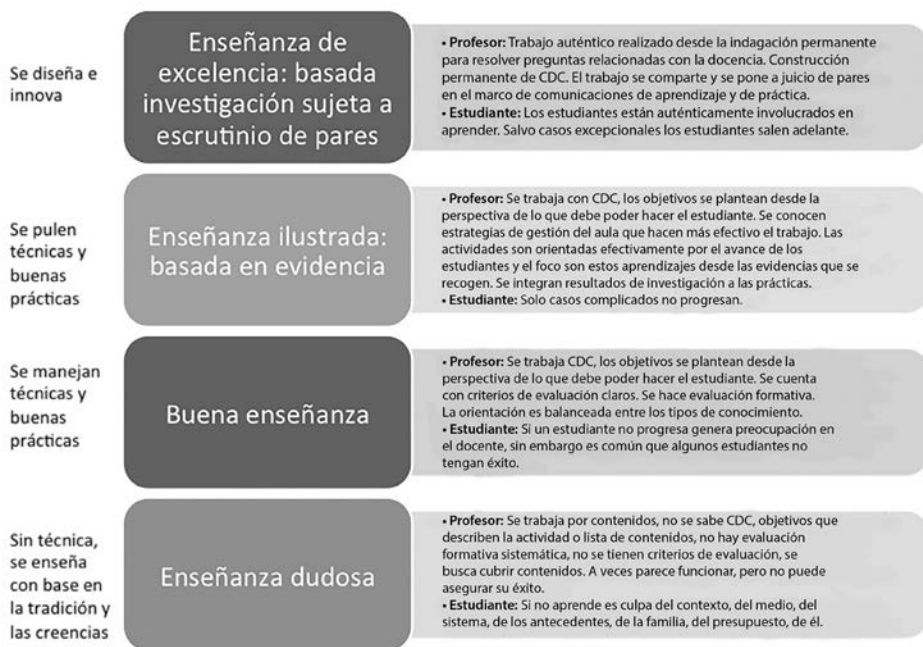 Se diseña e
innova
Enseñanza de
excelencia: basada
investigación sujeta a
escrutinio de pares
• Profesor: Trabajo auténtico realizado desde la indagación permanente
para resolver preguntas relacionadas con la docencia. Construcción
permanente de CDC. El trabajo se comparte y se pone a juicio de pares
en el marco de comunicaciones de aprendizaje y de práctica.
• Estudiante: Los estudiantes están auténticamente involucrados en
aprender. Salvo casos excepcionales los estudiantes salen adelante.
Se pulen
técnicas y
buenas
prácticas
Enseñanza ilustrada:
basada en evidencia
• Profesor: Se trabaja con CDC, los objetivos se plantean desde la
perspectiva de lo que debe poder hacer el estudiante. Se conocen
estrategias de gestión del aula que hacen más efectivo el trabajo. Las
actividades son orientadas efectivamente por el avance de los
estudiantes y el foco son estos aprendizajes desde las evidencias que se
recogen. Se integran resultados de investigación a las prácticas.
• Estudiante: Solo casos complicados no progresan.
Se manejan
técnicas y
buenas
prácticas
Buena enseñanza
• Profesor: Se trabaja CDC, los objetivos se plantean desde la
perspectiva de lo que debe poder hacer el estudiante. Se cuenta
con criterios de evaluación claros. Se hace evaluación formativa.
La orientación es balanceada entre los tipos de conocimiento.
• Estudiante: Si un estudiante no progresa genera preocupación en
el docente, sin embargo es común que algunos estudiantes no
tengan éxito.
Sin técnica,
se enseña
con base en
la tradición y
las creencias
Enseñanza dudosa
• Profesor: Se trabaja por contenidos, no se sabe CDC, objetivos que
describen la actividad o lista de contenidos, no hay evaluación
formativa sistemática, no se tienen criterios de evaluación, se
busca cubrir contenidos. A veces parece funcionar, pero no puede
asegurar su éxito.
• Estudiante: Si no aprende es culpa del contexto, del medio, del
sistema, de los antecedentes, de la familia, del presupuesto, de él.